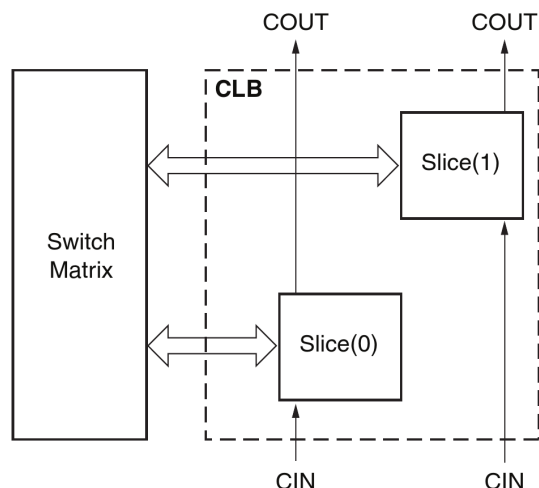 COUT
COUT
CLB
Slice(1)
Switch
Matrix
Slice(0)
CIN
CIN